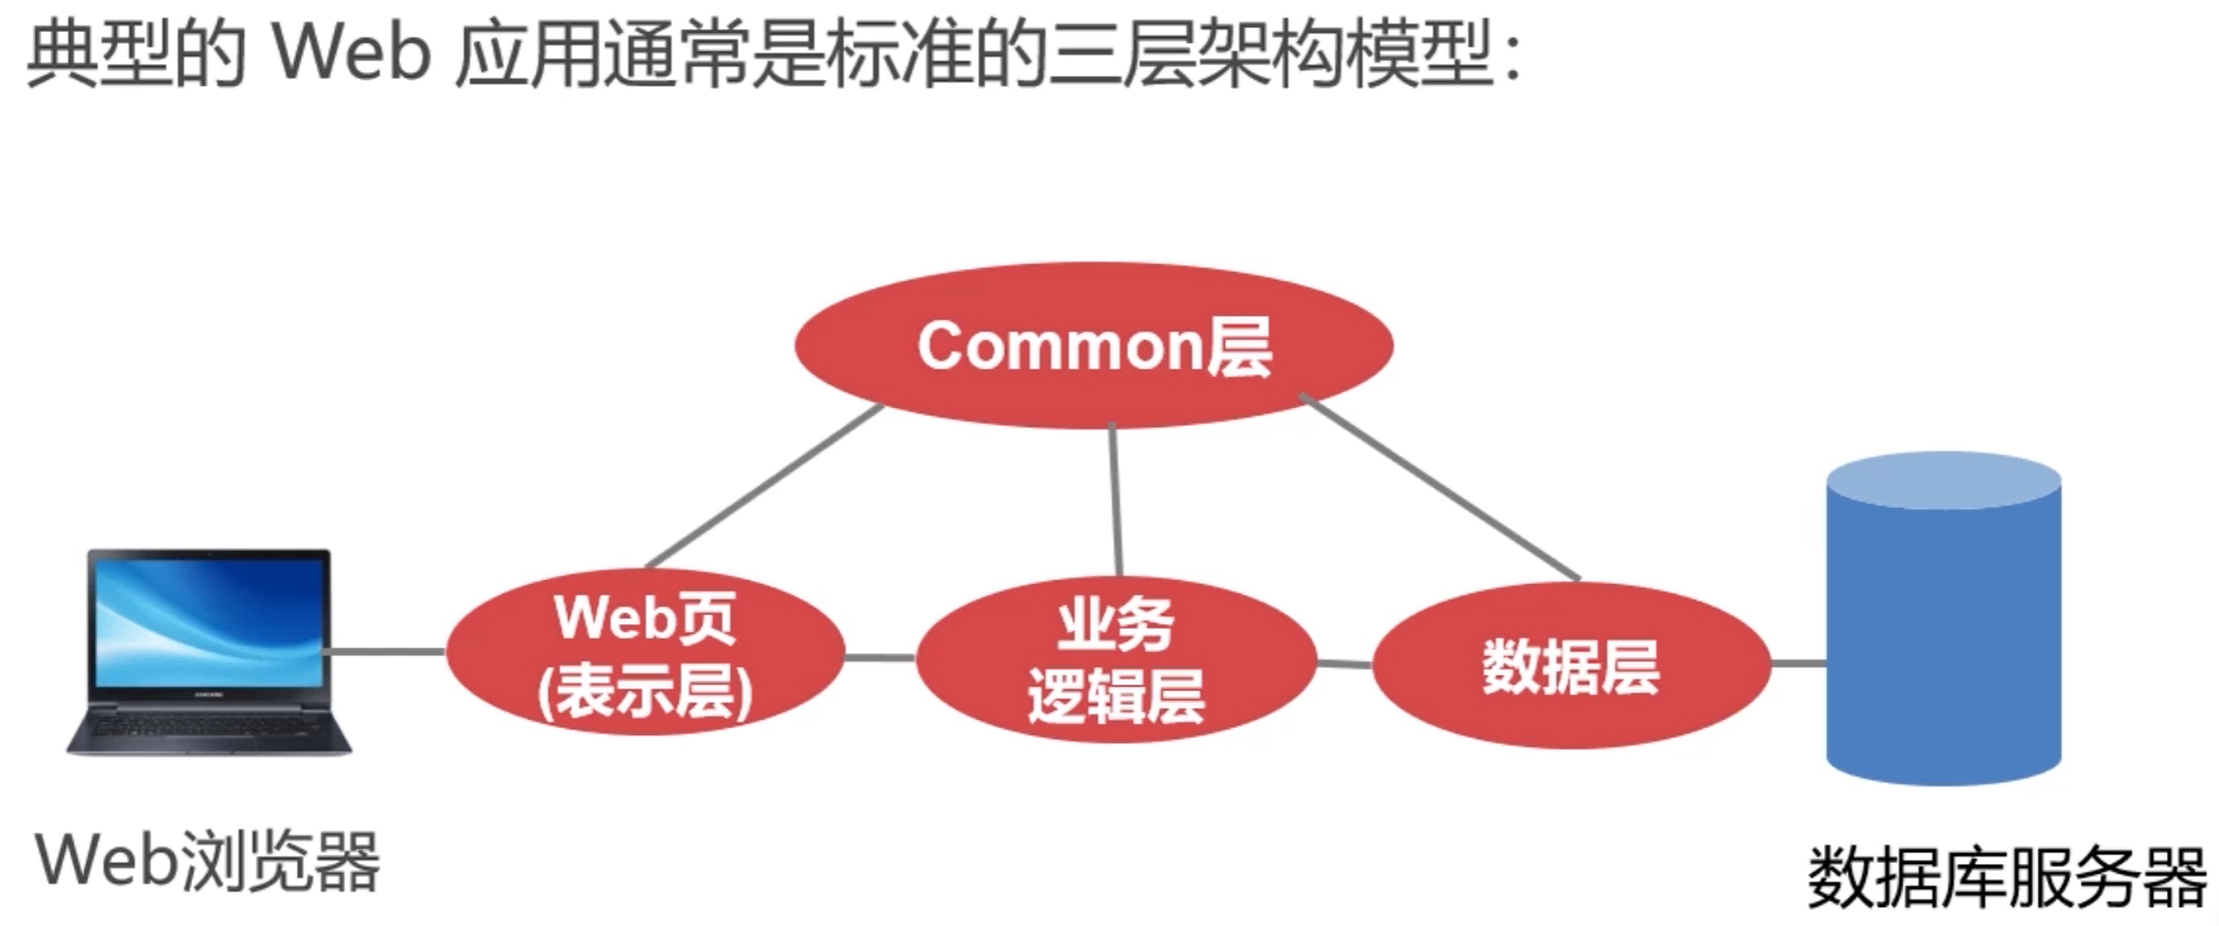 典型的 Web 应用通常是标准的三层架构模型：
Common层
Web页
(表示层)
业务
逻辑层
数据层
Web浏览器
数据库服务器